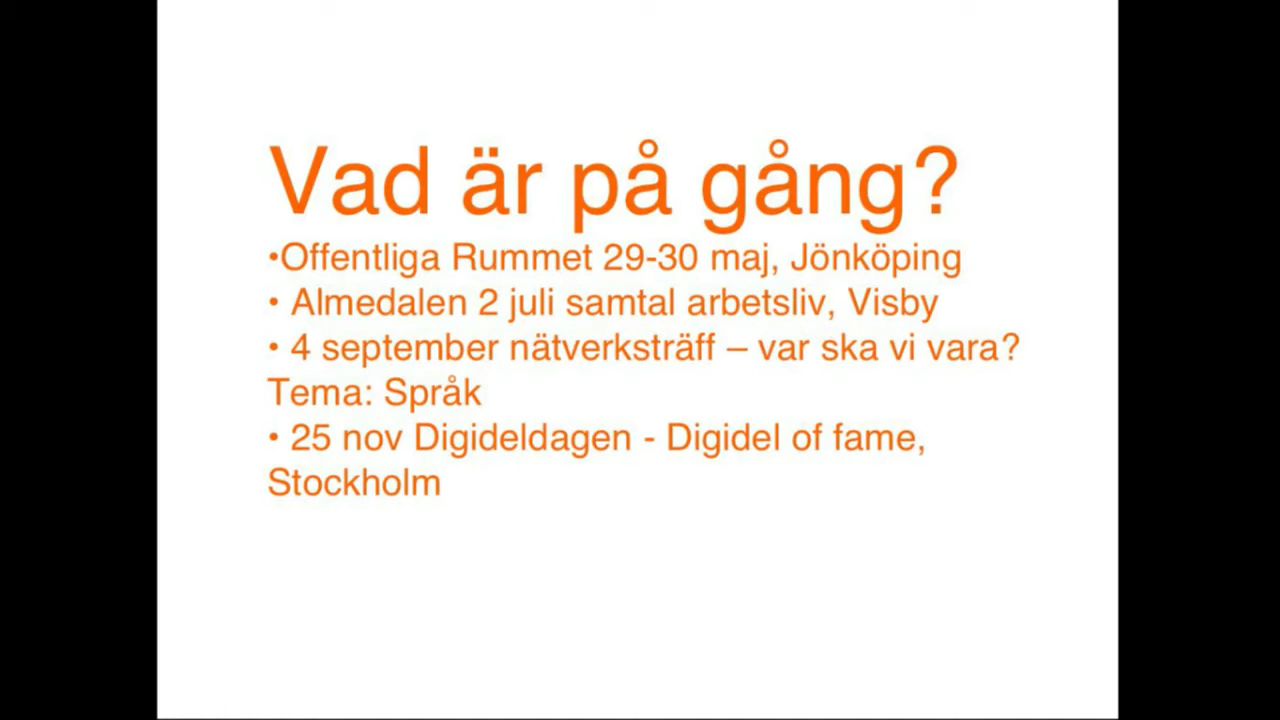 Vad är på gång?
•Offentliga Rummet 29-30 maj, Jönköping
• Almedalen 2 juli samtal arbetsliv, Visby
• 4 september nätverksträff – var ska vi vara?
Tema: Språk
• 25 nov Digideldagen - Digidel of fame,
Stockholm